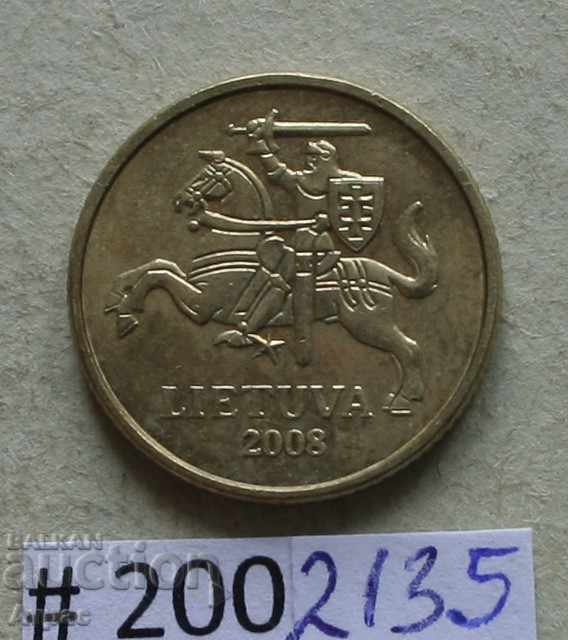 LIETUVA
2008
BALKAN
auction
#2002135